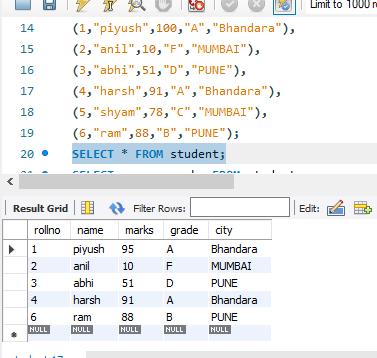 Limit to 1000 r
14 (1,"piyush",100,"A","Bhandara"),
15 (2,"anil",10,"F","MUMBAI"),
16 (3,"abhi",51,"D","PUNE"),
17 (4,"harsh",91,"A","Bhandara"),
18 (5,"shyam",78,"C","MUMBAI"),
19 (6,"ram",88,"B","PUNE");
20 SELECT * FROM student;
Result Grid Filter Rows: Edit:
rollno name marks grade city
1 piyush 95 A Bhandara
2 anil 10 F MUMBAI
3 abhi 51 D PUNE
4 harsh 91 A Bhandara
6 ram 88 B PUNE
NULL NULL NULL NULL NULL